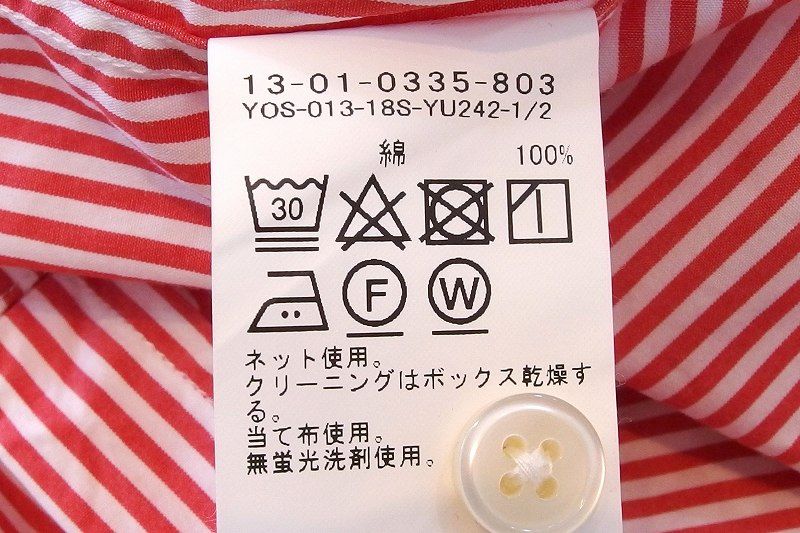 13-01-0335-803
YOS-013-18S-YU242-1/2
綿 100%
30
F W
ネット使用。
クリーニングはボックス乾燥す
る。
当て布使用。
無蛍光洗剤使用。